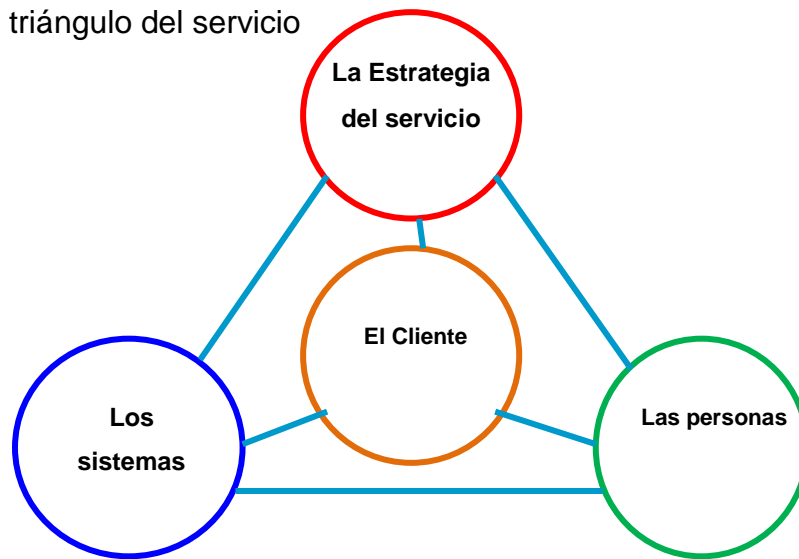 triángulo del servicio
La Estrategia
del servicio
El Cliente
Los
sistemas
Las personas